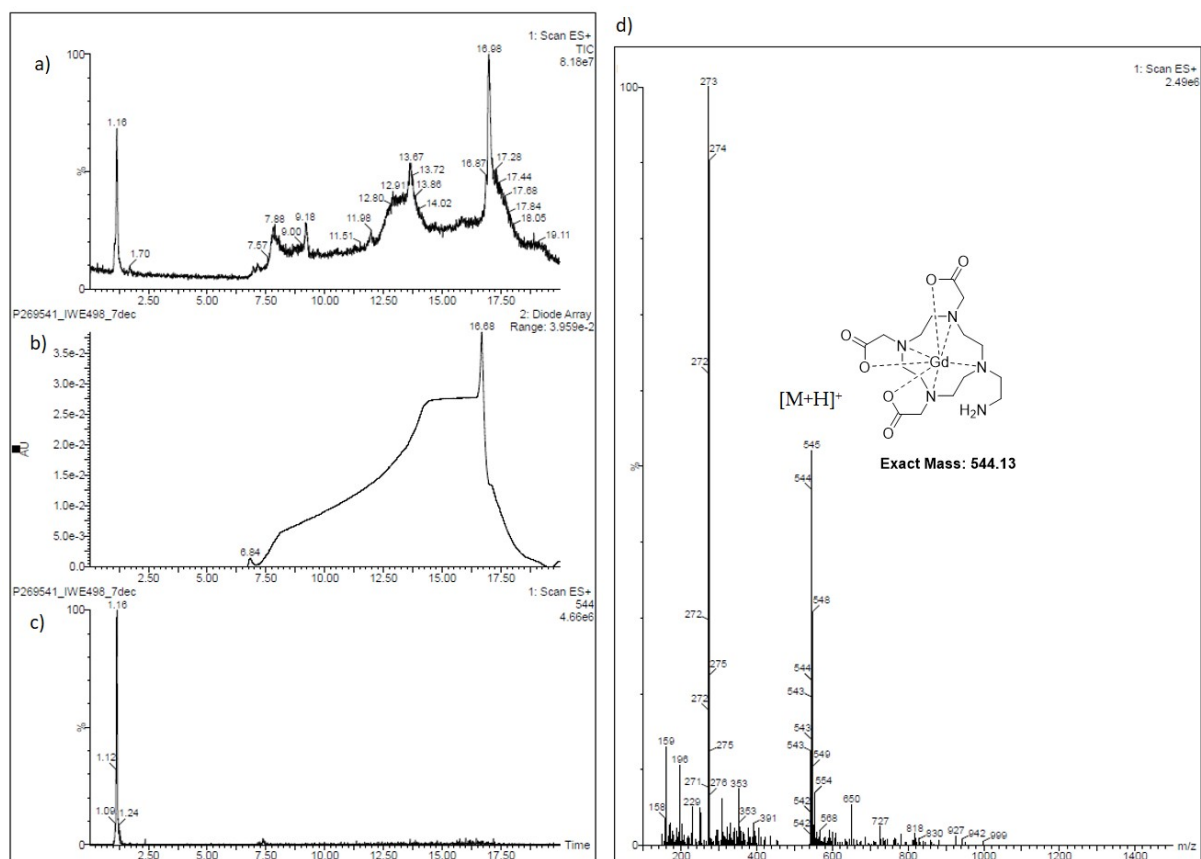 a)
1: Scan ES+
TIC
8.18e7
100
%
0
1.16
1.70
7.57
7.88
9.00
9.18
11.51
11.98
12.80
12.91
13.67
13.72
13.86
14.02
16.87
16.98
17.28
17.44
17.68
17.84
18.05
19.11
2.50 5.00 7.50 10.00 12.50 15.00 17.50
P269541_IWE498_7dec
b)
2: Diode Array
Range: 3.959e-2
16.68
3.5e-2
3.0e-2
2.5e-2
2.0e-2
1.5e-2
1.0e-2
5.0e-3
0.0
AU
6.84
2.50 5.00 7.50 10.00 12.50 15.00 17.50
P269541_IWE498_7dec
c)
1: Scan ES+
544
4.66e6
100
%
0
1.16
1.12
1.09
1.24
Time
2.50 5.00 7.50 10.00 12.50 15.00 17.50
d)
1: Scan ES+
2.49e6
100
%
0
273
274
272
272
275
272
275
271
276
159
158
196
229
353
353
391
545
544
548
544
543
543
543
549
554
542
542
568
650
727
818
830
927
942
999
O
O
N
O
N
Gd
N
O
O
N
H2N
O
[M+H]+
Exact Mass: 544.13
200 400 600 800 1000 1200 1400
m/z